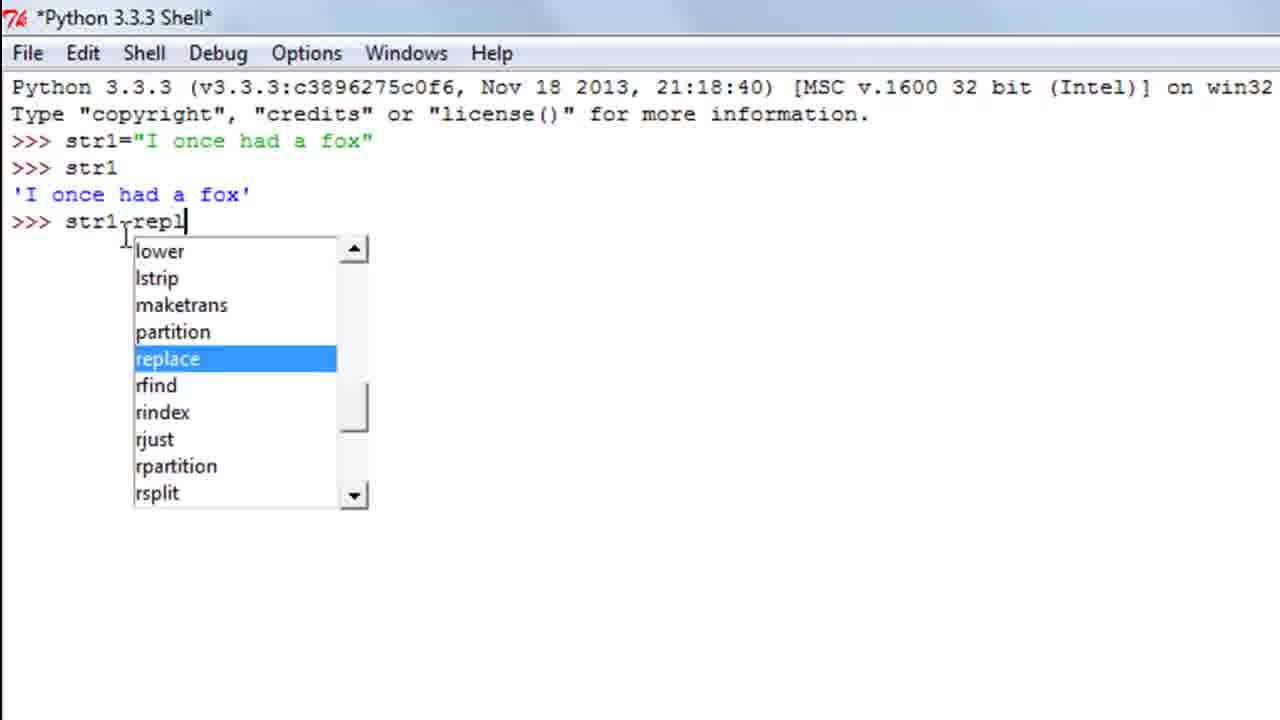 *Python 3.3.3 Shell*
File Edit Shell Debug Options Windows Help
Python 3.3.3 (v3.3.3:c3896275c0f6, Nov 18 2013, 21:18:40) [MSC v.1600 32 bit (Intel)] on win32
Type "copyright", "credits" or "license()" for more information.
>>> str1="I once had a fox"
>>> str1
'I once had a fox'
>>> str1.repl
lower
lstrip
maketrans
partition
replace
rfind
rindex
rjust
rpartition
rsplit